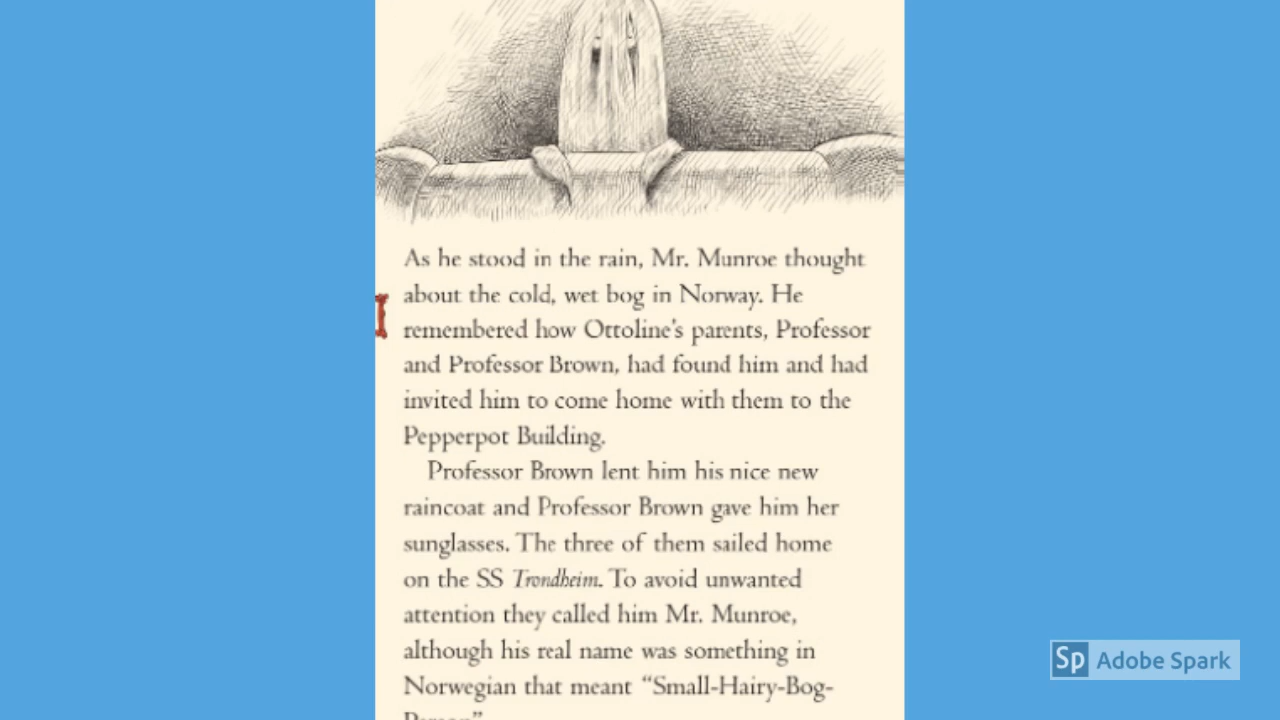 As he stood in the rain, Mr. Munroe thought
about the cold, wet bog in Norway. He
remembered how Ottoline's parents, Professor
and Professor Brown, had found him and had
invited him to come home with them to the
Pepperpot Building.
Professor Brown lent him his nice new
raincoat and Professor Brown gave him her
sunglasses. The three of them sailed home
on the SS Trondheim. To avoid unwanted
attention they called him Mr. Munroe,
although his real name was something in
Norwegian that meant “Small-Hairy-Bog-
Sp Adobe Spark